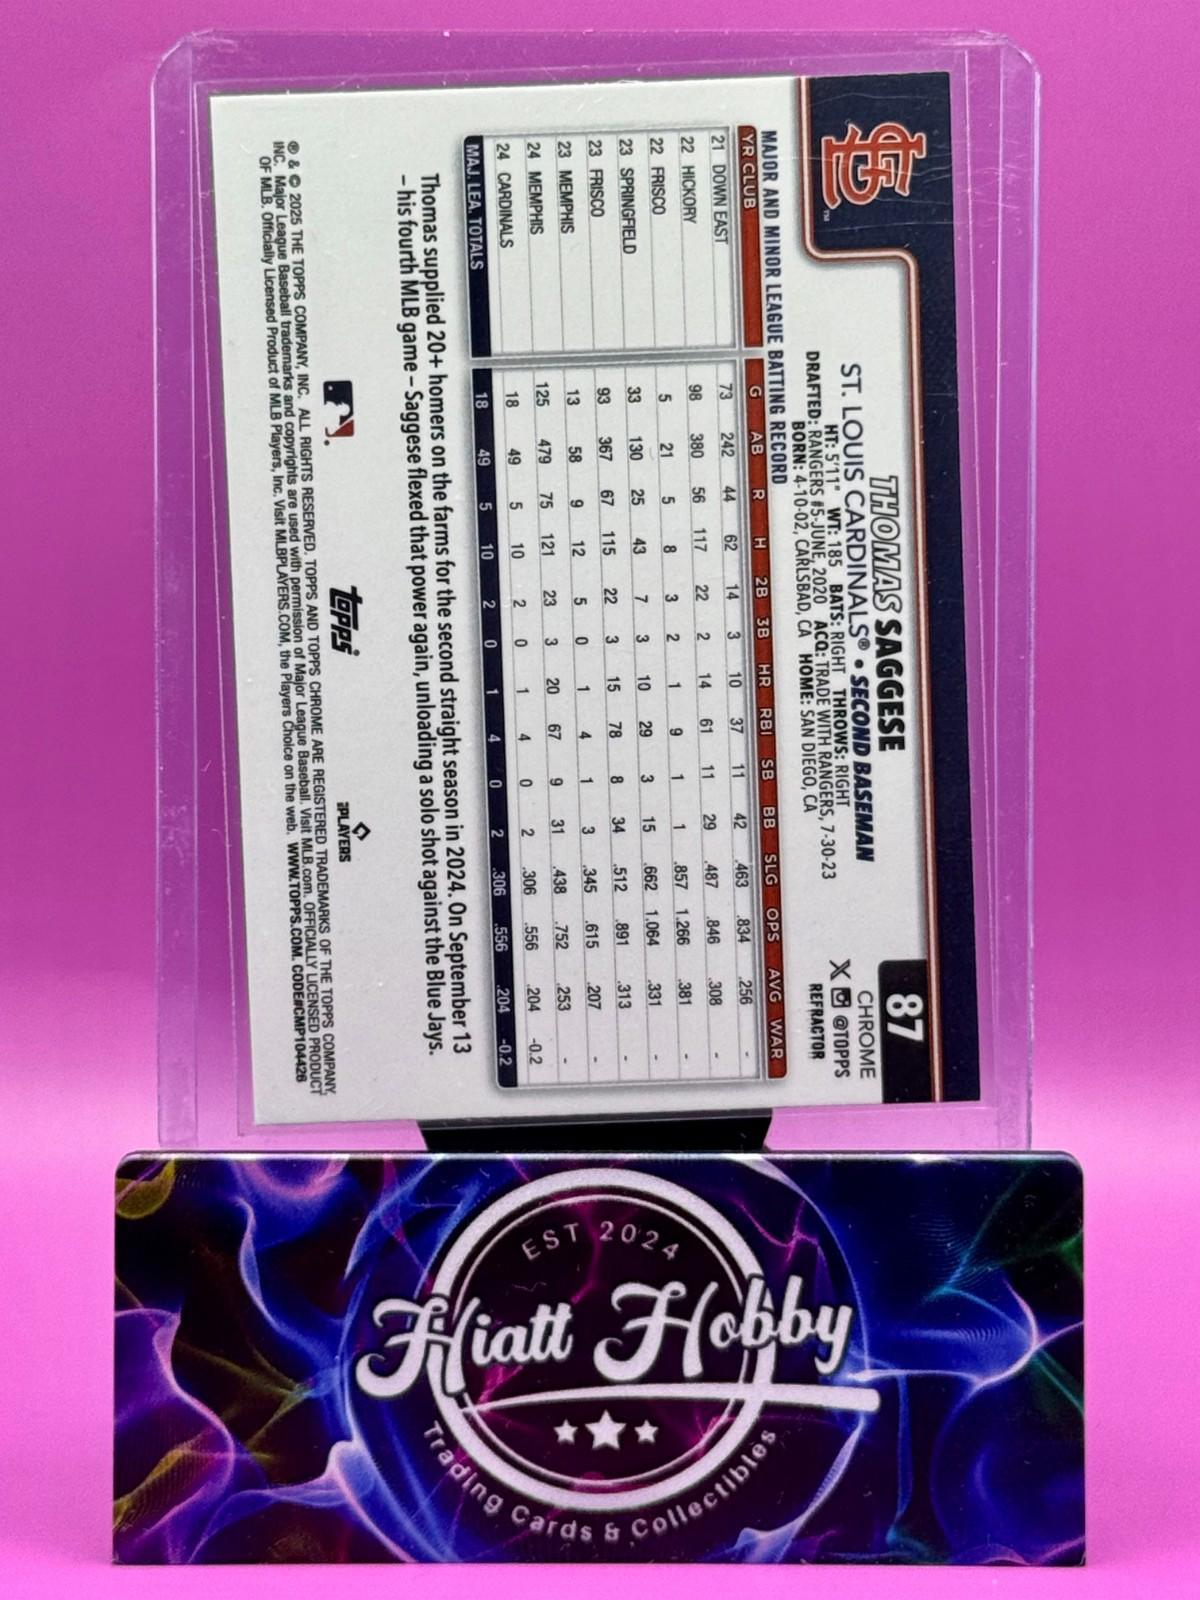 87
CHROME
X @TOPPS
REFRACTOR
THOMAS SAGGESE
ST. LOUIS CARDINALS® • SECOND BASEMAN
HT: 5'11" WT: 185 BATS: RIGHT THROWS: RIGHT
DRAFTED: RANGERS #5-JUNE, 2020 ACQ: TRADE WITH RANGERS, 7-30-23
BORN: 4-10-02, CARLSBAD, CA HOME: SAN DIEGO, CA
MAJOR AND MINOR LEAGUE BATTING RECORD
YR CLUB G AB R H 2B 3B HR RBI SB BB SLG OPS AVG WAR
21 DOWN EAST 73 242 44 62 14 3 10 37 11 42 .463 .834 .256 -
22 HICKORY 98 380 56 117 22 2 14 61 11 29 .487 .846 .308 -
22 FRISCO 5 21 5 8 3 2 1 9 1 1 .857 1.266 .381 -
23 SPRINGFIELD 33 130 25 43 7 3 10 29 3 15 .662 1.064 .331 -
23 FRISCO 93 367 67 115 22 3 15 78 8 34 .512 .891 .313 -
23 MEMPHIS 13 58 9 12 5 0 1 4 1 3 .345 .615 .207 -
24 MEMPHIS 125 479 75 121 23 3 20 67 9 31 .438 .752 .253 -
24 CARDINALS 18 49 5 10 2 0 1 4 0 2 .306 .556 .204 -0.2
MAJ. LEA. TOTALS 18 49 5 10 2 0 1 4 0 2 .306 .556 .204 -0.2
Thomas supplied 20+ homers on the farms for the second straight season in 2024. On September 13
– his fourth MLB game – Saggese flexed that power again, unloading a solo shot against the Blue Jays.
topps
PLAYERS
® & © 2025 THE TOPPS COMPANY, INC. ALL RIGHTS RESERVED. TOPPS AND TOPPS CHROME ARE REGISTERED TRADEMARKS OF THE TOPPS COMPANY,
INC. Major League Baseball trademarks and copyrights are used with permission of Major League Baseball. Visit MLB.com. OFFICIALLY LICENSED PRODUCT
OF MLB. Officially Licensed Product of MLB Players, Inc. Visit MLBPLAYERS.COM, the Players Choice on the web. WWW.TOPPS.COM. CODE#CMP104426
EST 2024
Hiatt Hobby
Trading Cards & Collectibles